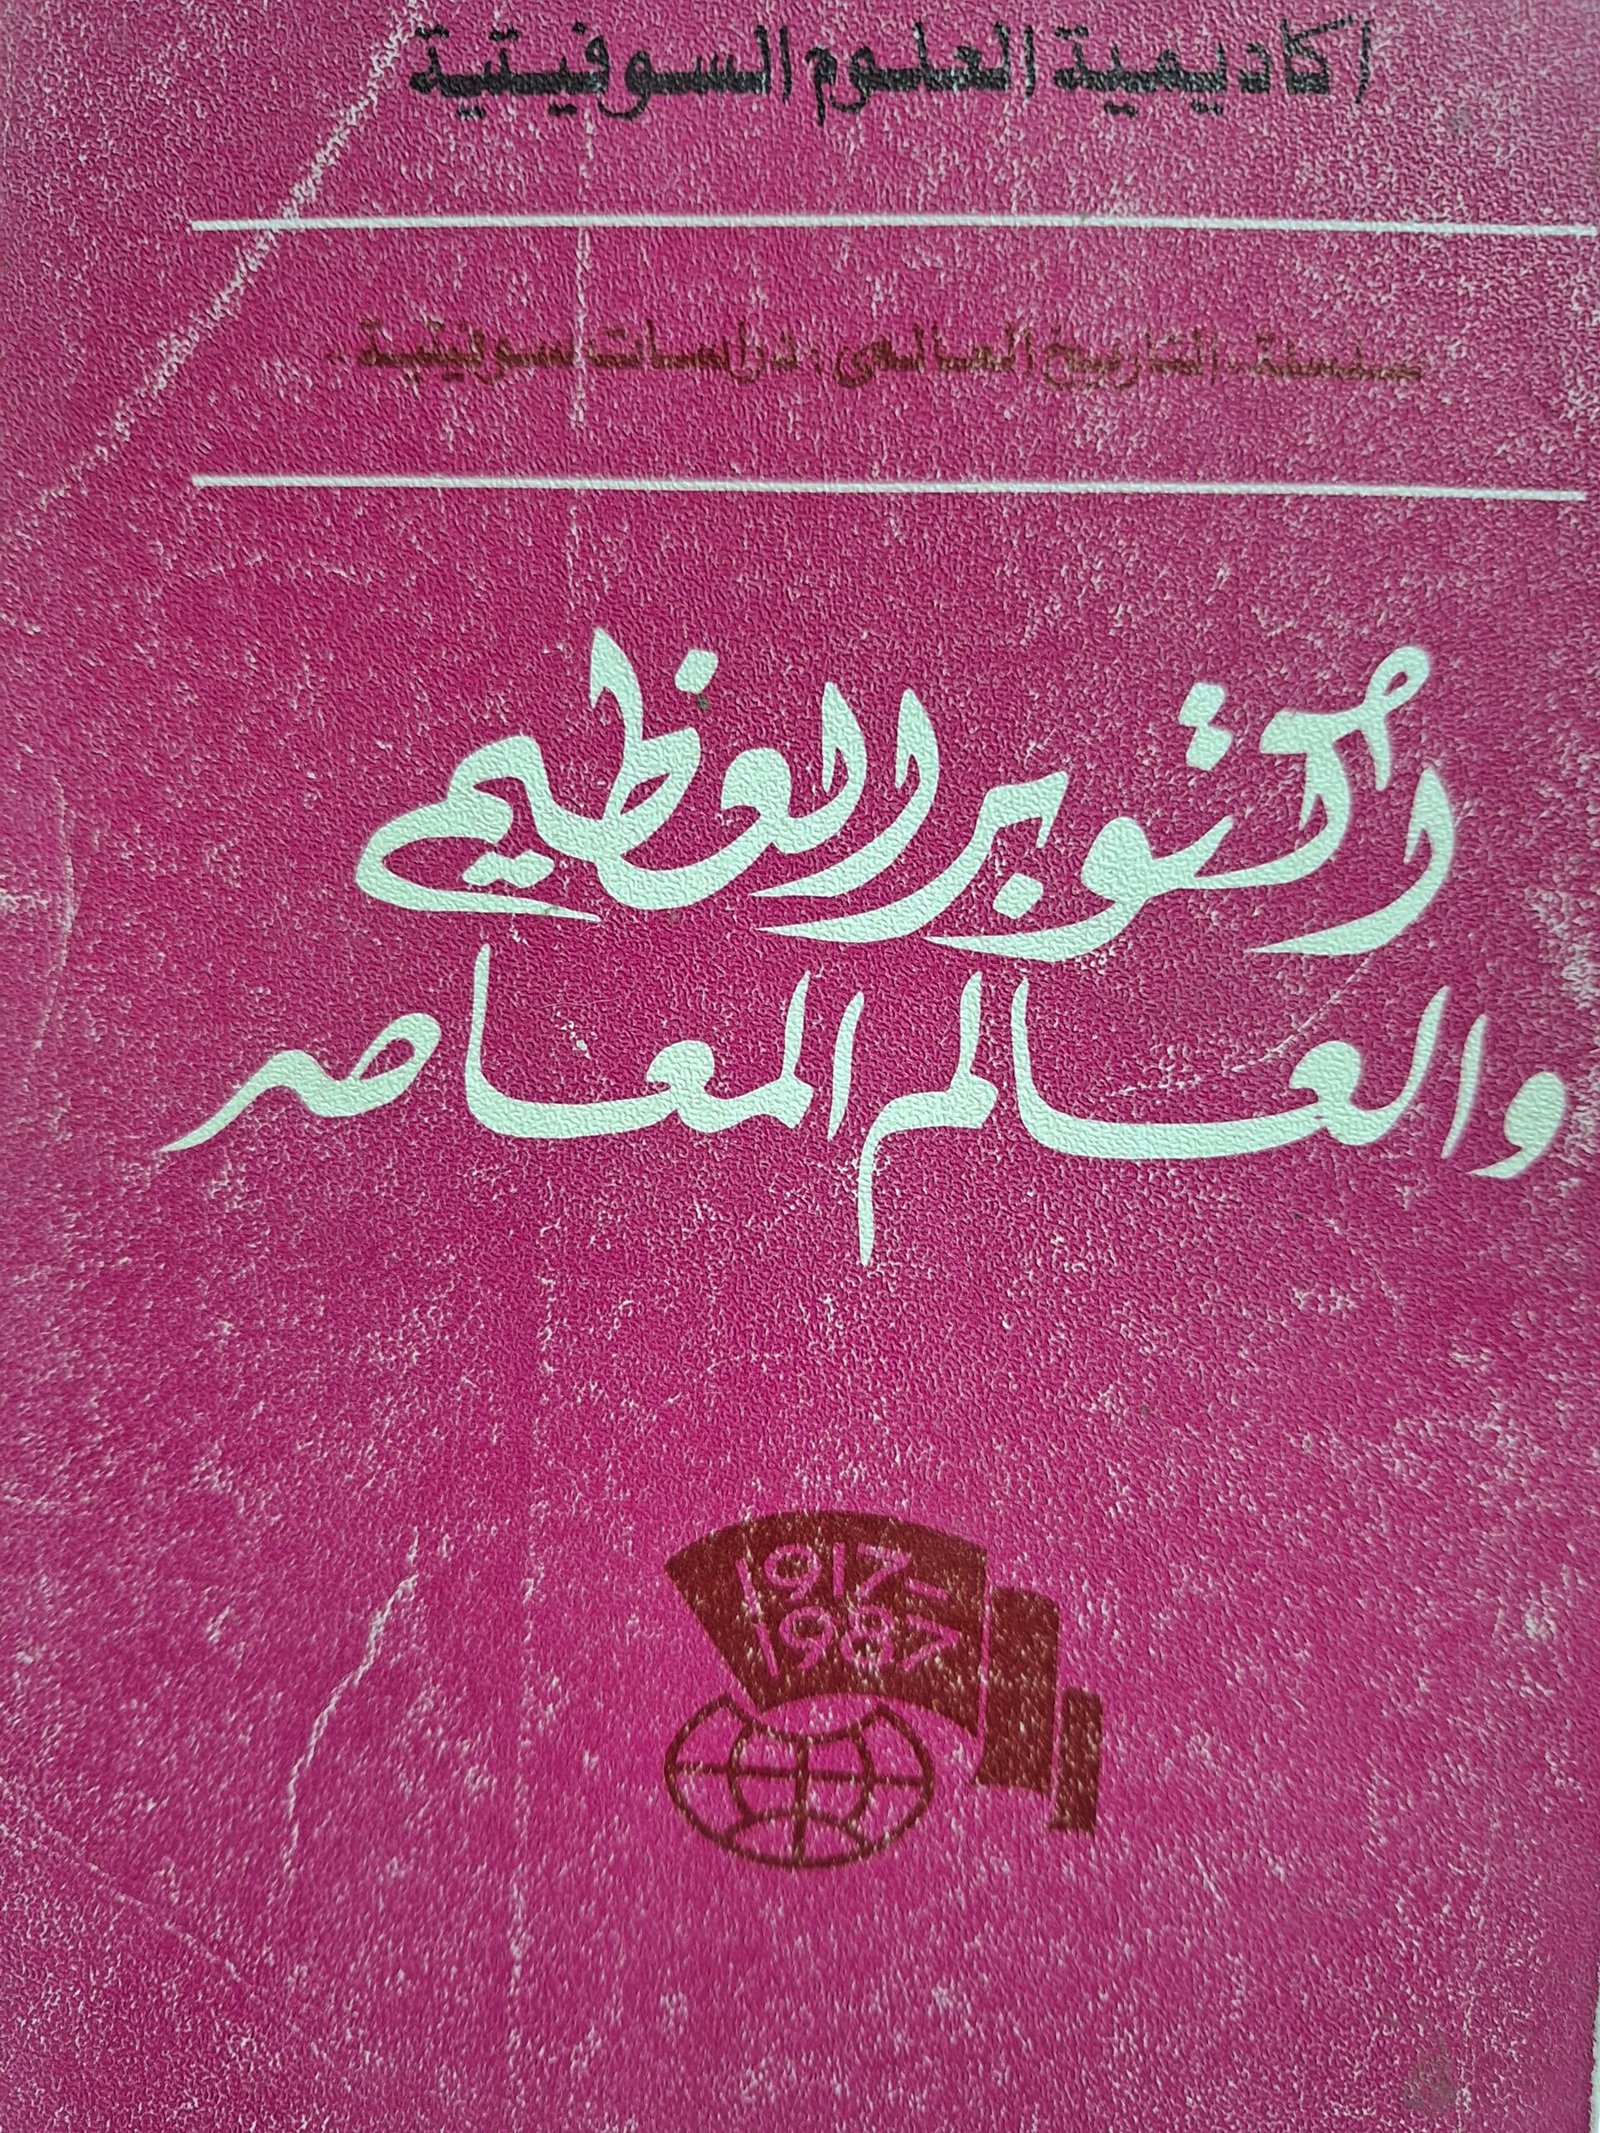 أكاديمية العلوم السوفيتية
سلسلة «التاريخ العالمي: دراسات سوفيتية»
أكتوبر العظيم
والعالم المعاصر
1917-
1987